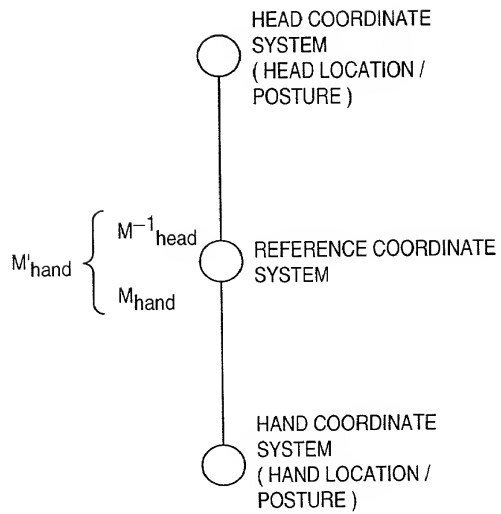 HEAD COORDINATE
SYSTEM
( HEAD LOCATION /
POSTURE )
M⁻¹head
M'hand
REFERENCE COORDINATE
SYSTEM
Mhand
HAND COORDINATE
SYSTEM
( HAND LOCATION /
POSTURE )